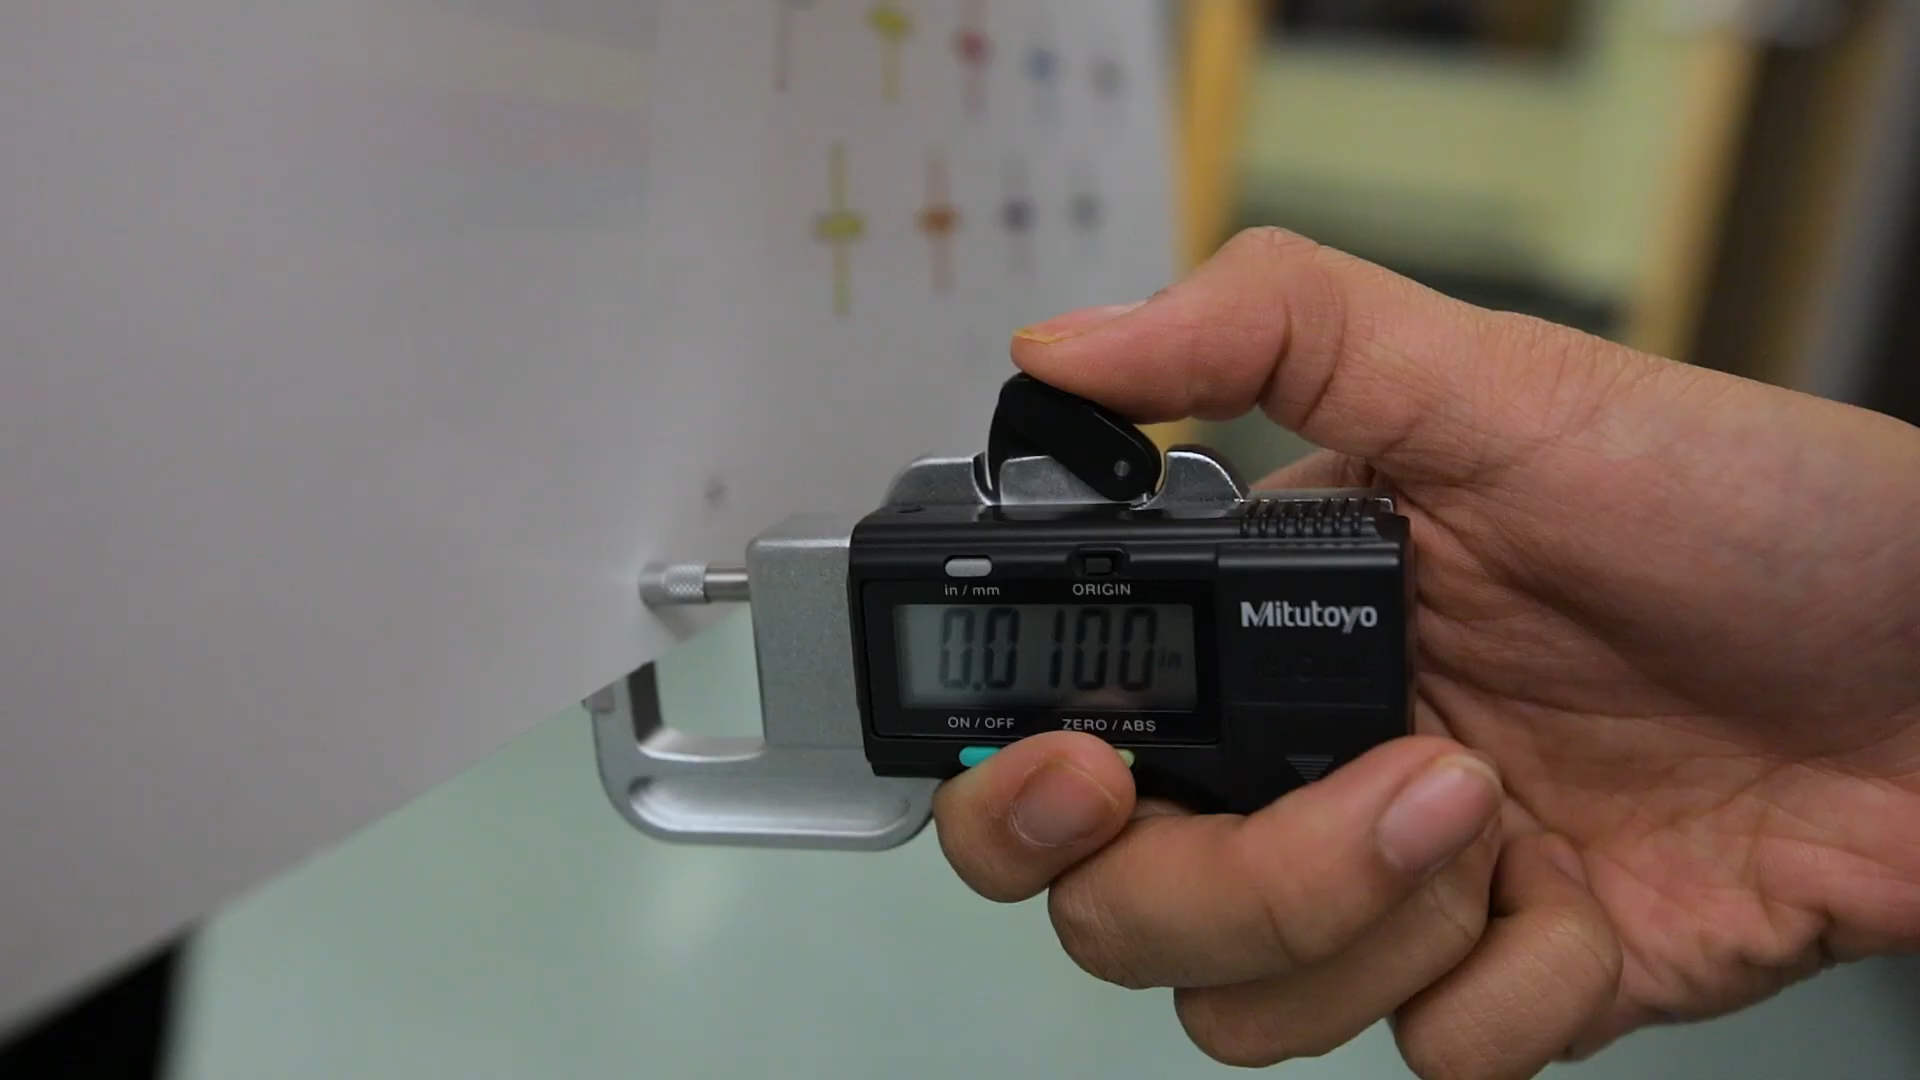 in / mm
ORIGIN
0.0100 in
Mitutoyo
ON / OFF
ZERO / ABS